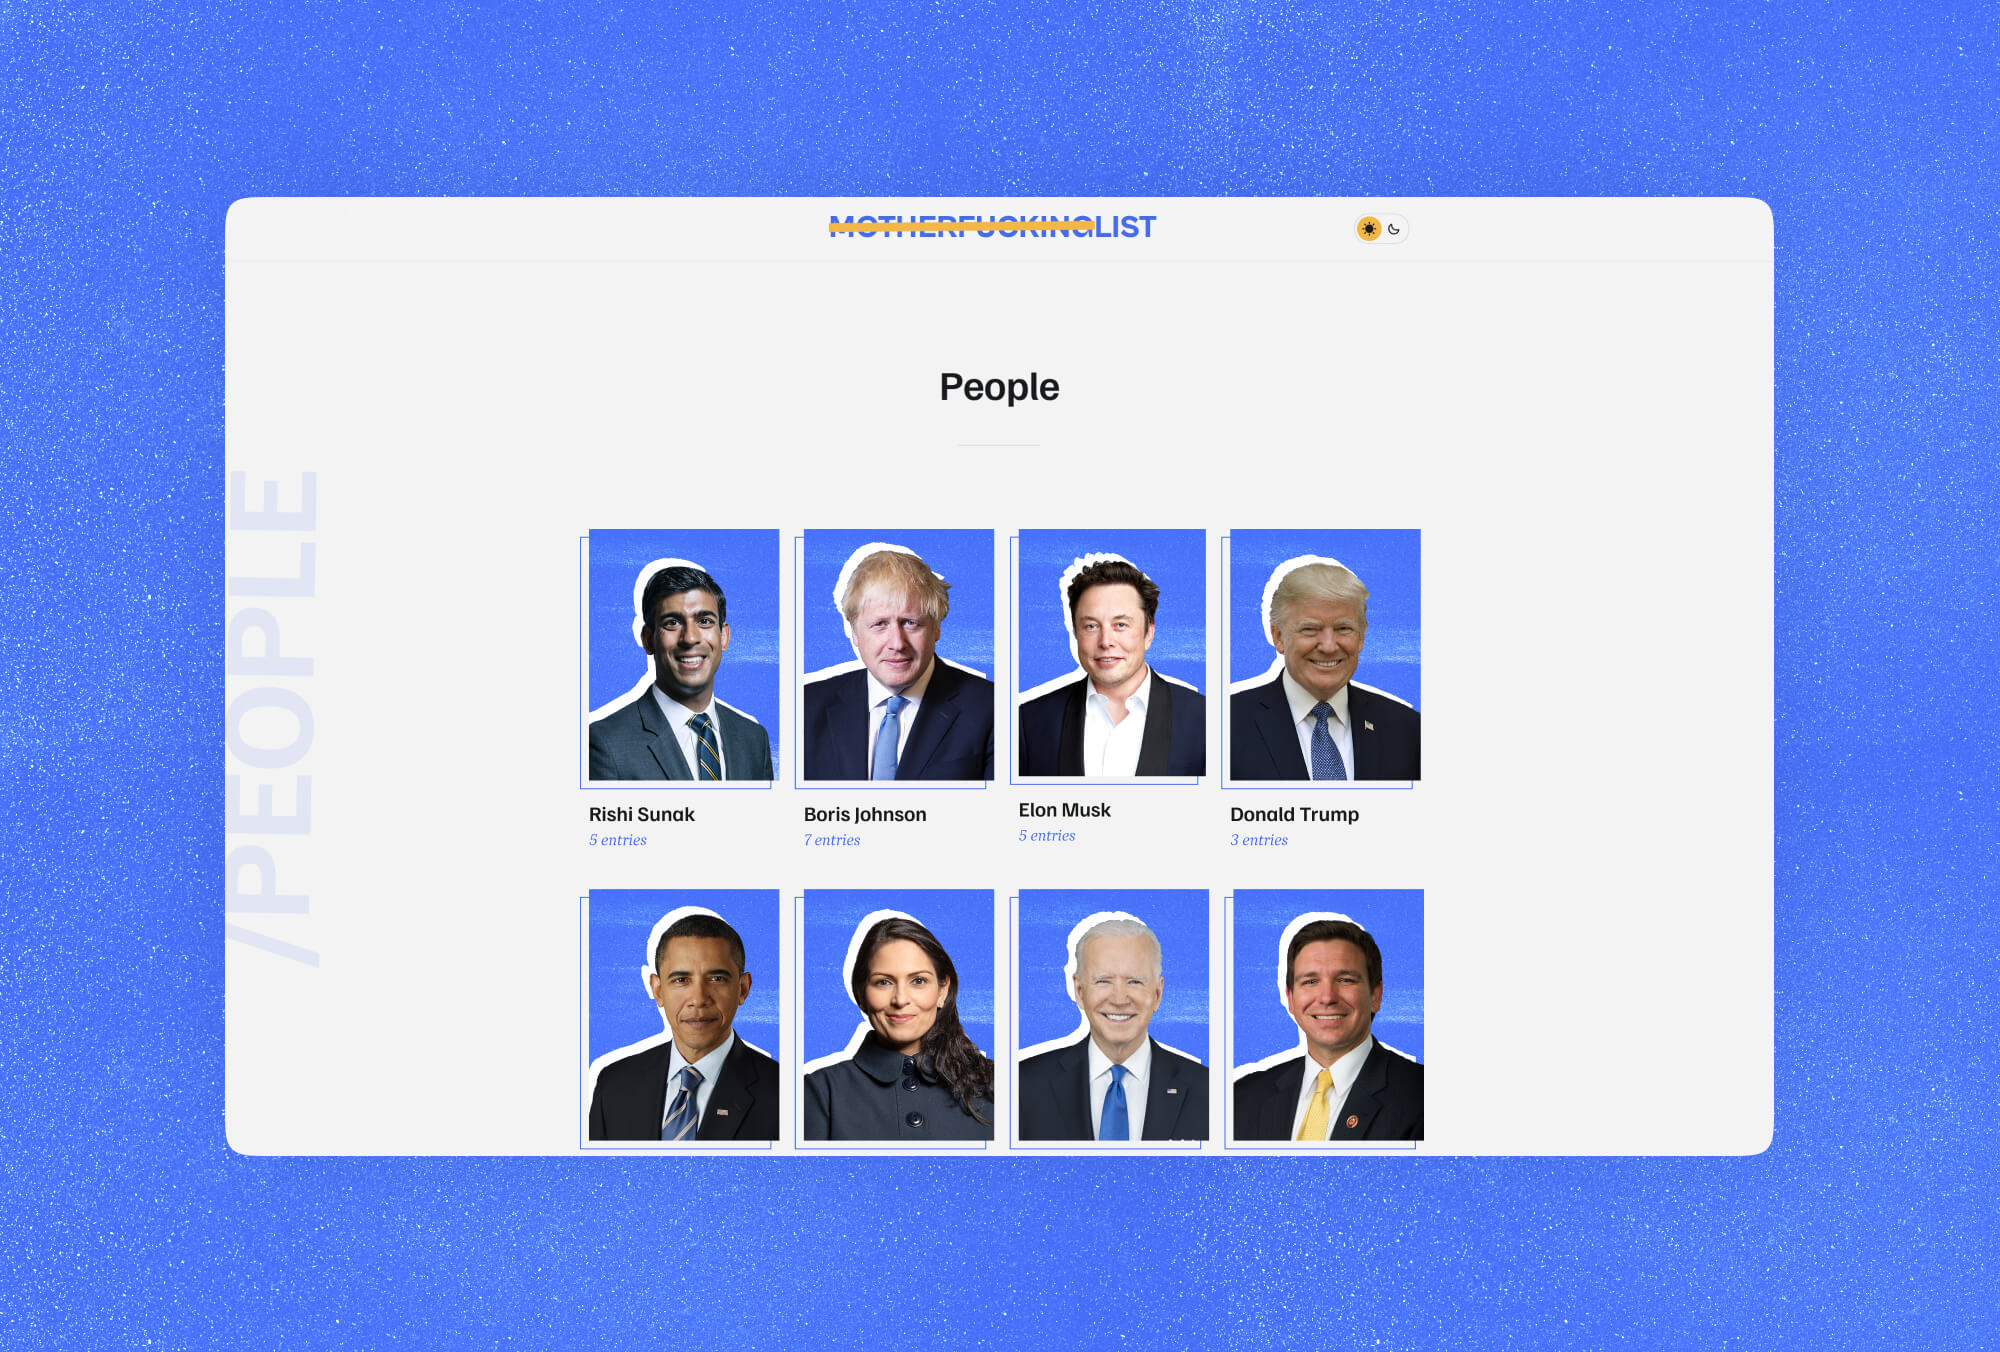 MOTHERFUCKINGLIST
People
/PEOPLE
Rishi Sunak
5 entries
Boris Johnson
7 entries
Elon Musk
5 entries
Donald Trump
3 entries